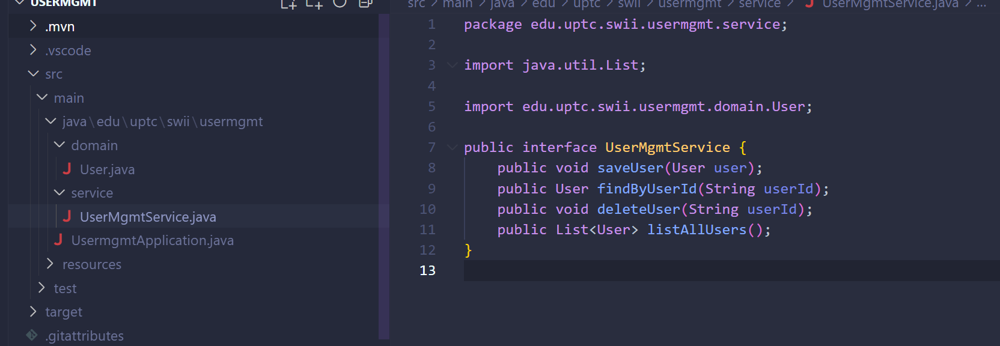 USERMGMT
.mvn
.vscode
src
main
java\edu\uptc\swii\usermgmt
domain
User.java
service
UserMgmtService.java
UsermgmtApplication.java
resources
test
target
.gitattributes
src > main > java > edu > uptc > swii > usermgmt > service > J UserMgmtService.java > ...
1 package edu.uptc.swii.usermgmt.service;
2
3 import java.util.List;
4
5 import edu.uptc.swii.usermgmt.domain.User;
6
7 public interface UserMgmtService {
8 public void saveUser(User user);
9 public User findByUserId(String userId);
10 public void deleteUser(String userId);
11 public List<User> listAllUsers();
12 }
13